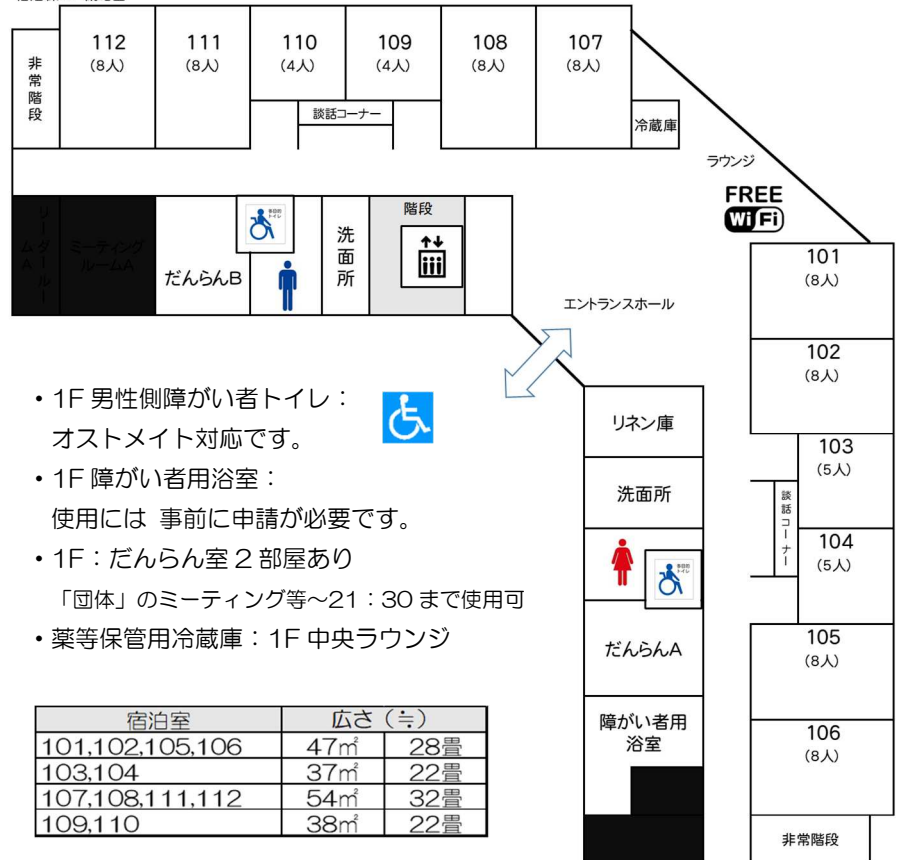 112
(8人)
111
(8人)
110
(4人)
109
(4人)
108
(8人)
107
(8人)
非常階段
談話コーナー
冷蔵庫
ラウンジ
FREE
Wi Fi
リーダールームA
ミーティング
ルームA
だんらんB
多目的
トイレ
洗面所
階段
エントランスホール
101
(8人)
102
(8人)
103
(5人)
談話コーナー
104
(5人)
105
(8人)
106
(8人)
非常階段
リネン庫
洗面所
多目的
トイレ
だんらんA
障がい者用
浴室
・1F 男性側障がい者トイレ：
オストメイト対応です。
・1F 障がい者用浴室：
使用には 事前に申請が必要です。
・1F：だんらん室２部屋あり
「団体」のミーティング等～21：30 まで使用可
・薬等保管用冷蔵庫：1F 中央ラウンジ
宿泊室 広さ（≒）
101,102,105,106 47㎡ 28畳
103,104 37㎡ 22畳
107,108,111,112 54㎡ 32畳
109,110 38㎡ 22畳